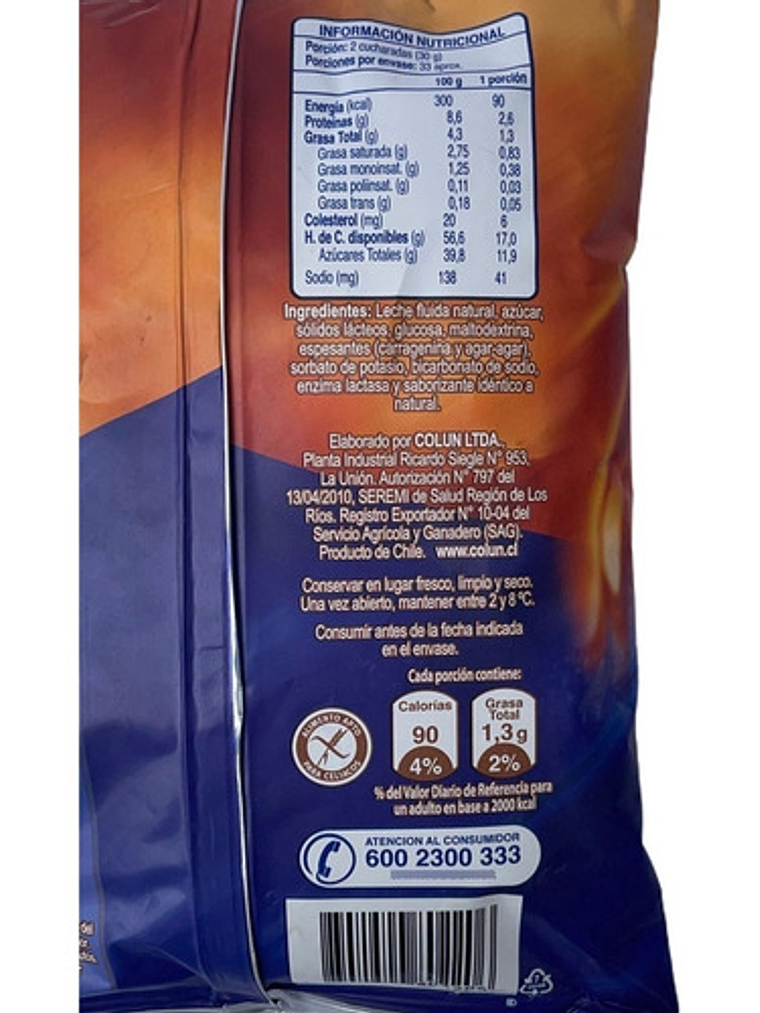 INFORMACIÓN NUTRICIONAL
Porción: 2 cucharadas (30 g)
Porciones por envase: 33 aprox.
100 g 1 porción
Energía (kcal) 300 90
Proteínas (g) 8,6 2,6
Grasa Total (g) 4,3 1,3
Grasa saturada (g) 2,75 0,83
Grasa monoinsat. (g) 1,25 0,38
Grasa poliinsat. (g) 0,11 0,03
Grasa trans (g) 0,18 0,05
Colesterol (mg) 20 6
H. de C. disponibles (g) 56,6 17,0
Azúcares Totales (g) 39,8 11,9
Sodio (mg) 138 41
Ingredientes: Leche fluida natural, azúcar,
sólidos lácteos, glucosa, maltodextrina,
espesantes (carragenina y agar-agar),
sorbato de potasio, bicarbonato de sodio,
enzima lactasa y saborizante idéntico a
natural.
Elaborado por COLUN LTDA.,
Planta Industrial Ricardo Siegle N° 953,
La Unión. Autorización N° 797 del
13/04/2010, SEREMI de Salud Región de Los
Ríos. Registro Exportador N° 10-04 del
Servicio Agrícola y Ganadero (SAG).
Producto de Chile. www.colun.cl
Conservar en lugar fresco, limpio y seco.
Una vez abierto, mantener entre 2 y 8 °C.
Consumir antes de la fecha indicada
en el envase.
Cada porción contiene:
ALIMENTO APTO
PARA CELIACOS
Calorías
90
4%
Grasa
Total
1,3 g
2%
% del Valor Diario de Referencia para
un adulto en base a 2000 kcal
ATENCION AL CONSUMIDOR
600 2300 333